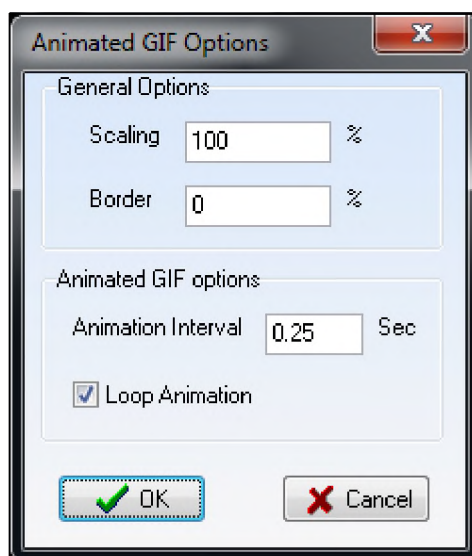 Animated GIF Options
General Options
Scaling 100 %
Border 0 %
Animated GIF options
Animation Interval 0.25 Sec
Loop Animation
OK Cancel